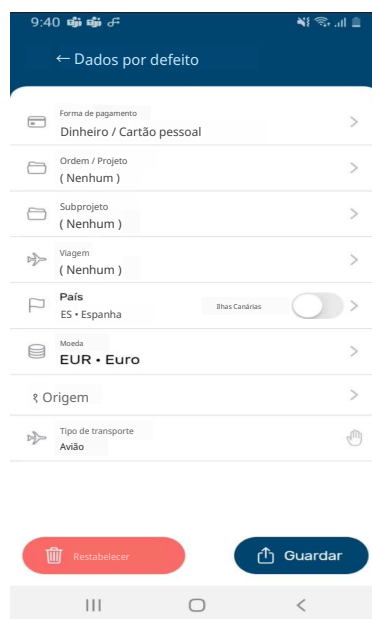 9:40
← Dados por defeito
Forma de pagamento
Dinheiro / Cartão pessoal
Ordem / Projeto
( Nenhum )
Subprojeto
( Nenhum )
Viagem
( Nenhum )
País
ES • Espanha
Ilhas Canárias
Moeda
EUR • Euro
Origem
Tipo de transporte
Avião
Restabelecer
Guardar